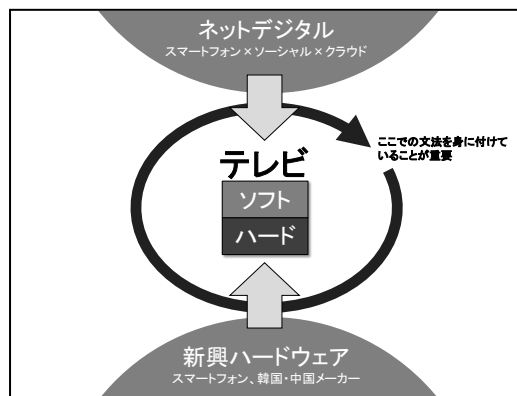 ネットデジタル
スマートフォン×ソーシャル×クラウド
ここでの文法を身に付けて
いることが重要
テレビ
ソフト
ハード
新興ハードウェア
スマートフォン、韓国・中国メーカー